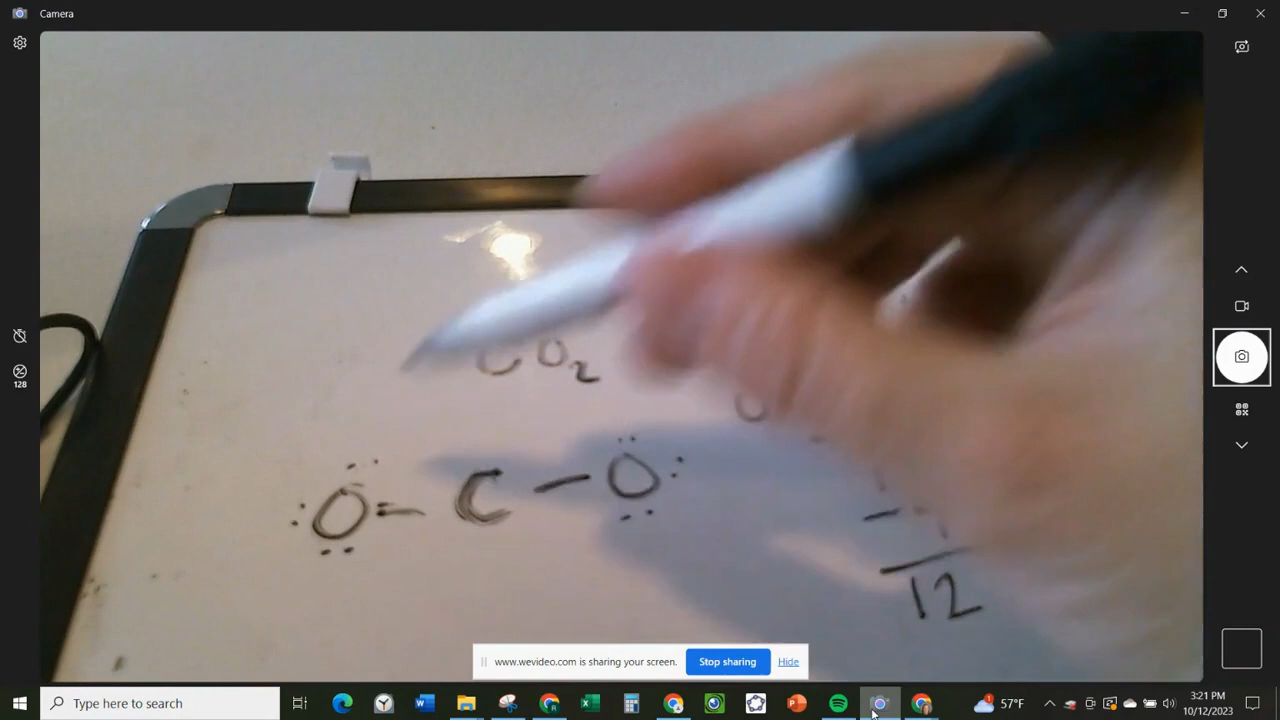 Camera
CO₂
O - C - O
12
128
www.wevideo.com is sharing your screen. Stop sharing Hide
Type here to search
57°F
3:21 PM
10/12/2023